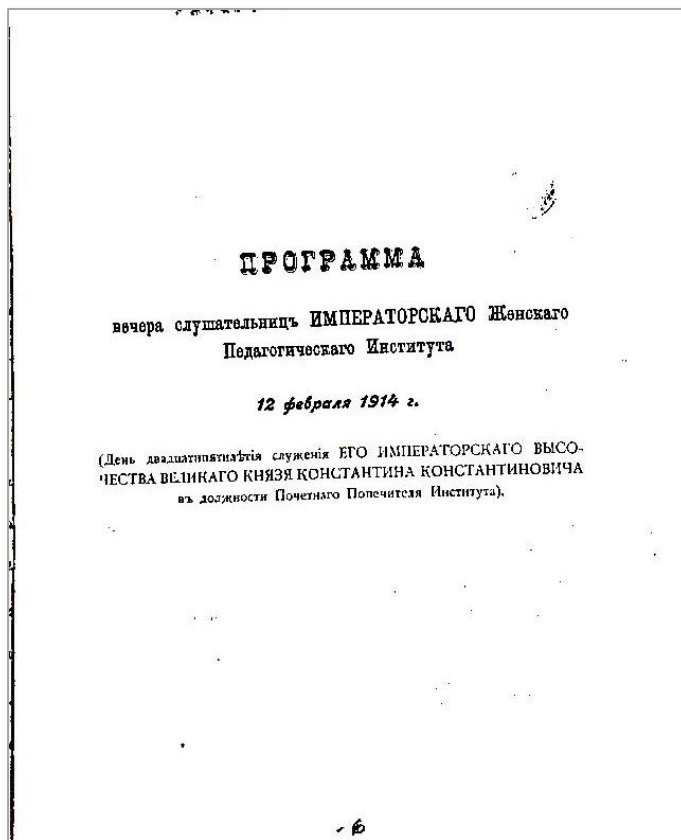 ПРОГРАММА
вечера слушательницъ ИМПЕРАТОРСКАГО Женскаго
Педагогическаго Института
12 февраля 1914 г.
(День двадцатипятилѣтія служенія ЕГО ИМПЕРАТОРСКАГО ВЫСО-
ЧЕСТВА ВЕЛИКАГО КНЯЗЯ КОНСТАНТИНА КОНСТАНТИНОВИЧА
въ должности Почетнаго Попечителя Института).